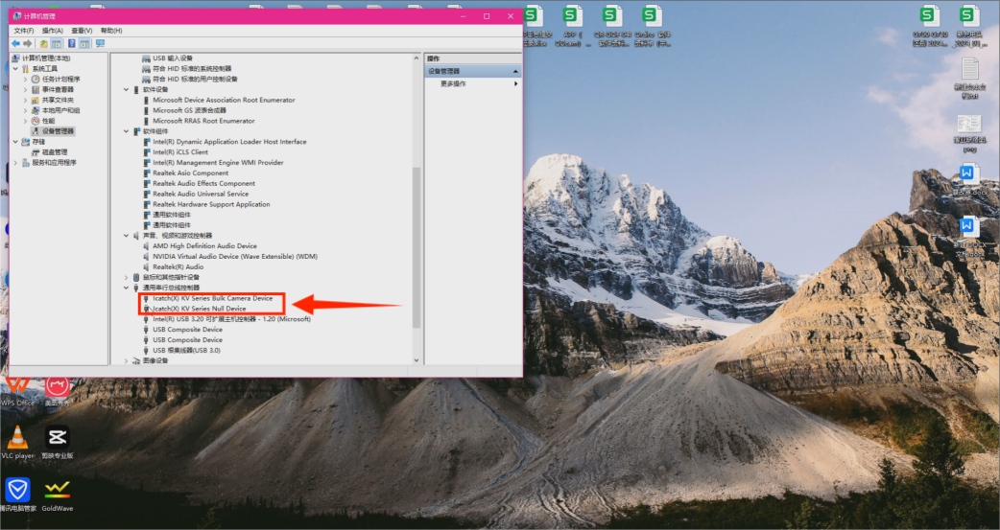 计算机管理
文件(F) 操作(A) 查看(V) 帮助(H)
计算机管理(本地)
系统工具
任务计划程序
事件查看器
共享文件夹
本地用户和组
性能
设备管理器
存储
磁盘管理
服务和应用程序
USB 输入设备
符合 HID 标准的系统控制器
符合 HID 标准的用户控制设备
软件设备
Microsoft Device Association Root Enumerator
Microsoft GS 波表合成器
Microsoft RRAS Root Enumerator
软件组件
Intel(R) Dynamic Application Loader Host Interface
Intel(R) iCLS Client
Intel(R) Management Engine WMI Provider
Realtek Asio Component
Realtek Audio Effects Component
Realtek Audio Universal Service
Realtek Hardware Support Application
通用软件组件
通用软件组件
声音、视频和游戏控制器
AMD High Definition Audio Device
NVIDIA Virtual Audio Device (Wave Extensible) (WDM)
Realtek(R) Audio
鼠标和其他指针设备
通用串行总线控制器
Icatch(X) KV Series Bulk Camera Device
Icatch(X) KV Series Null Device
Intel(R) USB 3.20 可扩展主机控制器 - 1.20 (Microsoft)
USB Composite Device
USB Composite Device
USB 根集线器(USB 3.0)
图像设备
操作
设备管理器
更多操作
WPS Office
美图秀秀
VLC player
剪映专业版
腾讯电脑管家
GoldWave